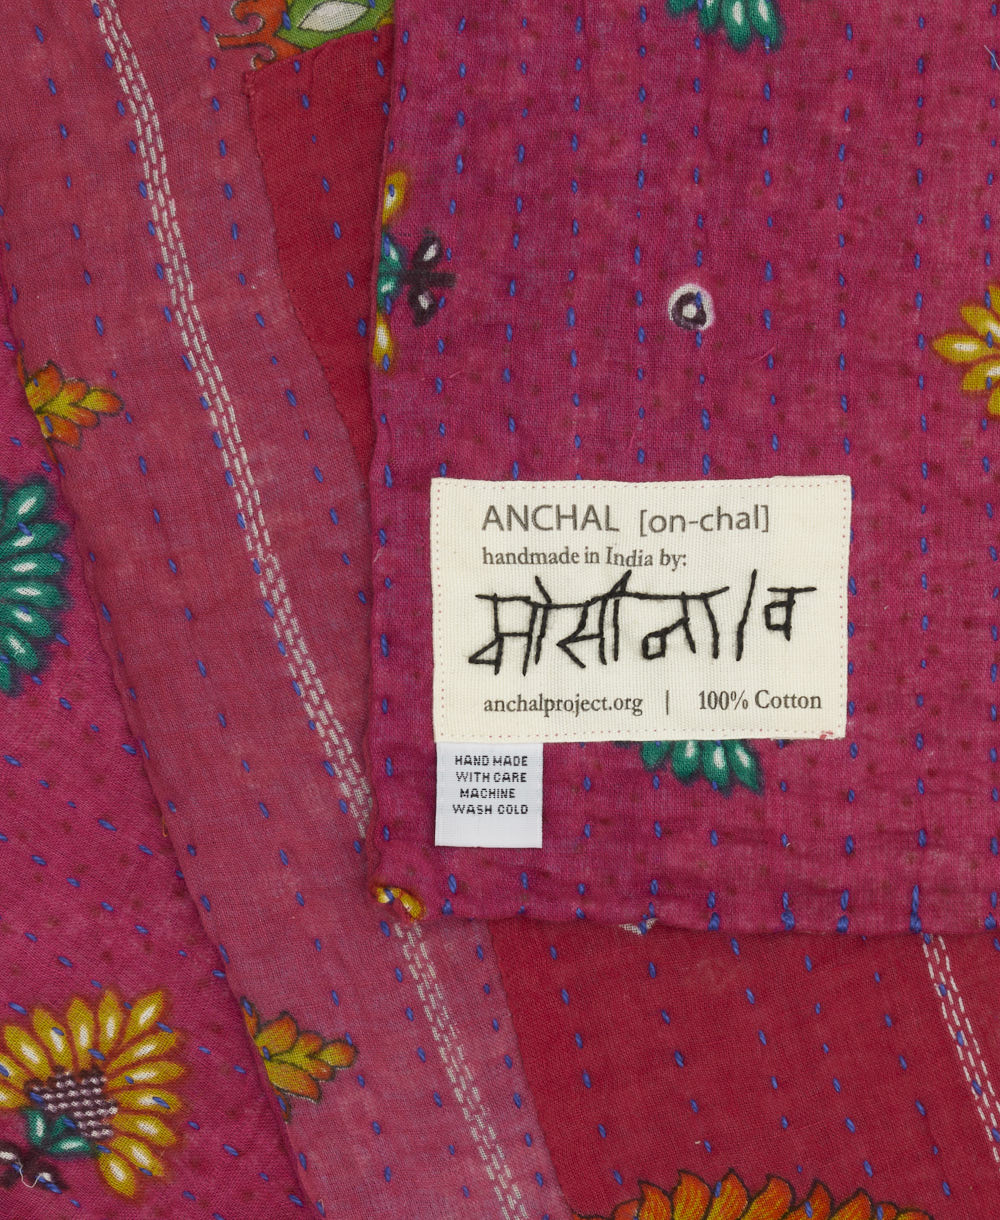 ANCHAL [on-chal]
handmade in India by:
मोसीना/व
anchalproject.org | 100% Cotton
HAND MADE
WITH CARE
MACHINE
WASH COLD